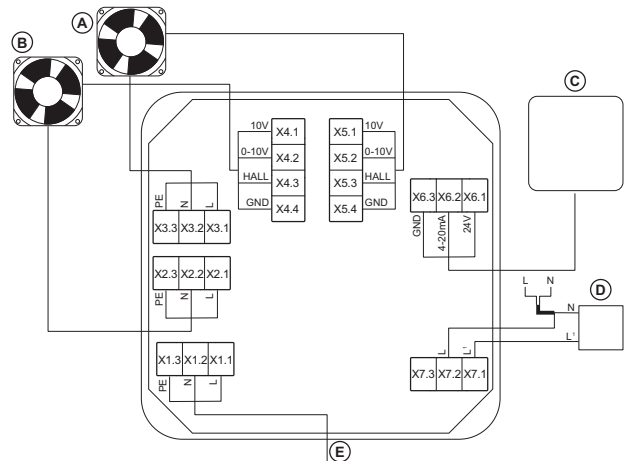 A
B
C
10V
X4.1
X5.1
10V
0-10V
X4.2
X5.2
0-10V
HALL
X4.3
X5.3
HALL
GND
X4.4
X5.4
GND
PE
N
L
X3.3 X3.2 X3.1
X6.3 X6.2 X6.1
GND
4-20mA
24V
X2.3 X2.2 X2.1
PE
N
L
L N
D
N
L1
X1.3 X1.2 X1.1
PE
N
L
L
L1
X7.3 X7.2 X7.1
E